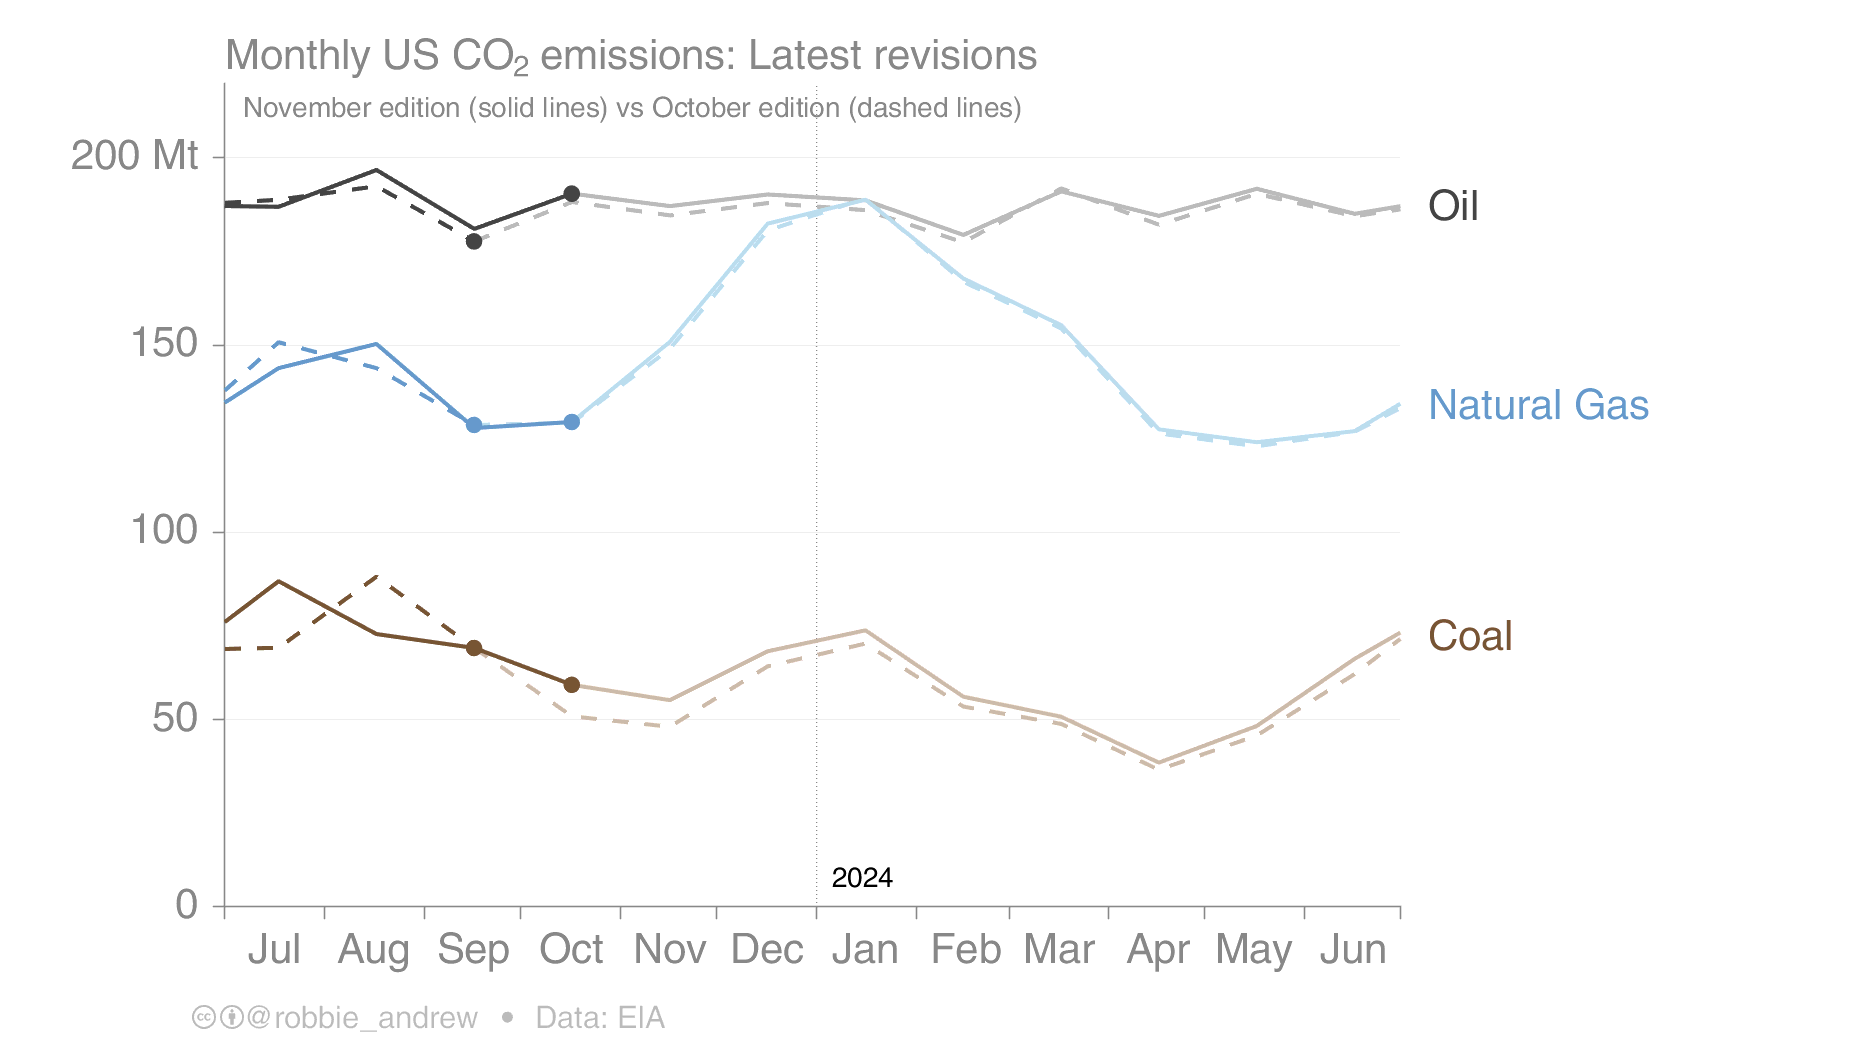 Monthly US CO₂ emissions: Latest revisions
November edition (solid lines) vs October edition (dashed lines)
200 Mt
Oil
150
Natural Gas
100
Coal
50
2024
0
Jul Aug Sep Oct Nov Dec Jan Feb Mar Apr May Jun
cc @robbie_andrew • Data: EIA